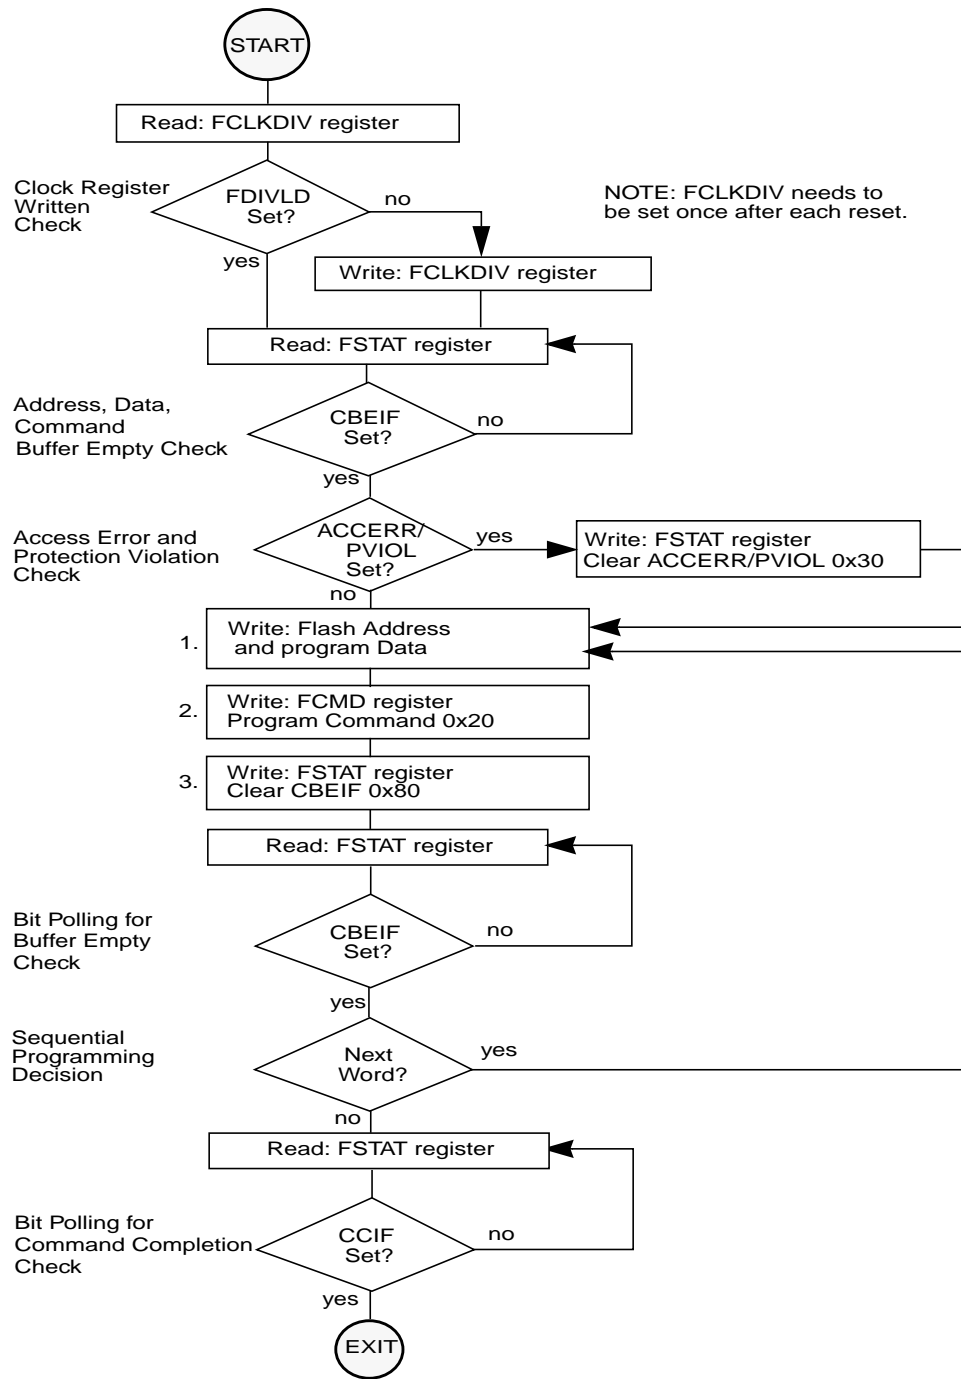 START
Read: FCLKDIV register
Clock Register
Written
Check
FDIVLD
Set?
no
yes
NOTE: FCLKDIV needs to
be set once after each reset.
Write: FCLKDIV register
Read: FSTAT register
Address, Data,
Command
Buffer Empty Check
CBEIF
Set?
no
yes
Access Error and
Protection Violation
Check
ACCERR/
PVIOL
Set?
yes
no
Write: FSTAT register
Clear ACCERR/PVIOL 0x30
1.
Write: Flash Address
and program Data
2.
Write: FCMD register
Program Command 0x20
3.
Write: FSTAT register
Clear CBEIF 0x80
Read: FSTAT register
Bit Polling for
Buffer Empty
Check
CBEIF
Set?
no
yes
Sequential
Programming
Decision
Next
Word?
yes
no
Read: FSTAT register
Bit Polling for
Command Completion
Check
CCIF
Set?
no
yes
EXIT